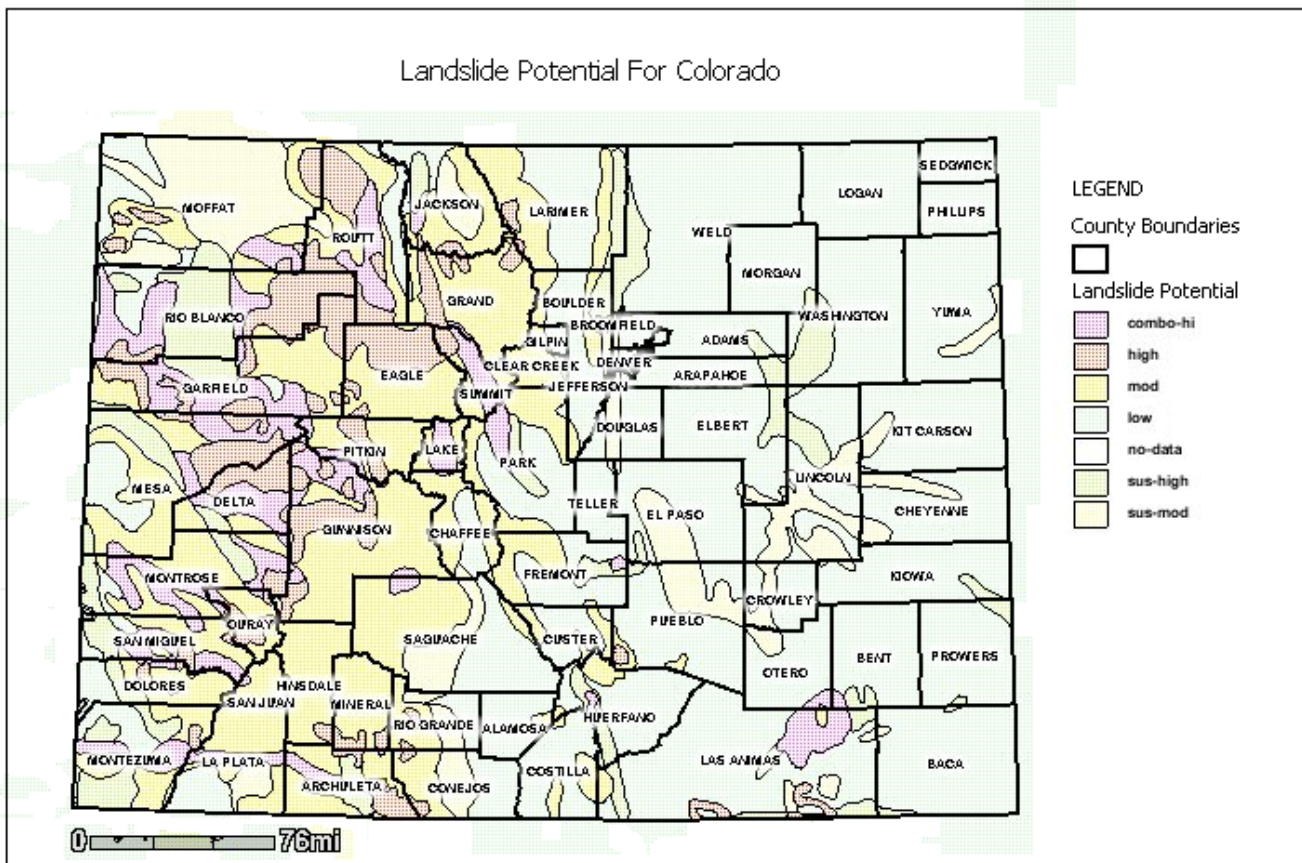 Landslide Potential For Colorado
SEDGWICK
LOGAN
PHILLIPS
MOFFAT
JACKSON
LARIMER
ROUTT
WELD
MORGAN
GRAND
BOULDER
WASHINGTON
YUMA
RIO BLANCO
BROOMFIELD
GILPIN
ADAMS
CLEAR CREEK
DENVER
EAGLE
ARAPAHOE
GARFIELD
SUMMIT
JEFFERSON
DOUGLAS
ELBERT
KIT CARSON
PITKIN
LAKE
PARK
LINCOLN
MESA
DELTA
TELLER
EL PASO
CHEYENNE
GUNNISON
CHAFFEE
FREMONT
MONTROSE
KIOWA
CROWLEY
OURAY
PUEBLO
SAN MIGUEL
SAGUACHE
CUSTER
OTERO
BENT
PROWERS
DOLORES
HINSDALE
SAN JUAN
MINERAL
RIO GRANDE
ALAMOSA
HUERFANO
MONTEZUMA
LA PLATA
LAS ANIMAS
BACA
COSTILLA
ARCHULETA
CONEJOS
0
76mi
LEGEND
County Boundaries
Landslide Potential
combo-hi
high
mod
low
no-data
sus-high
sus-mod